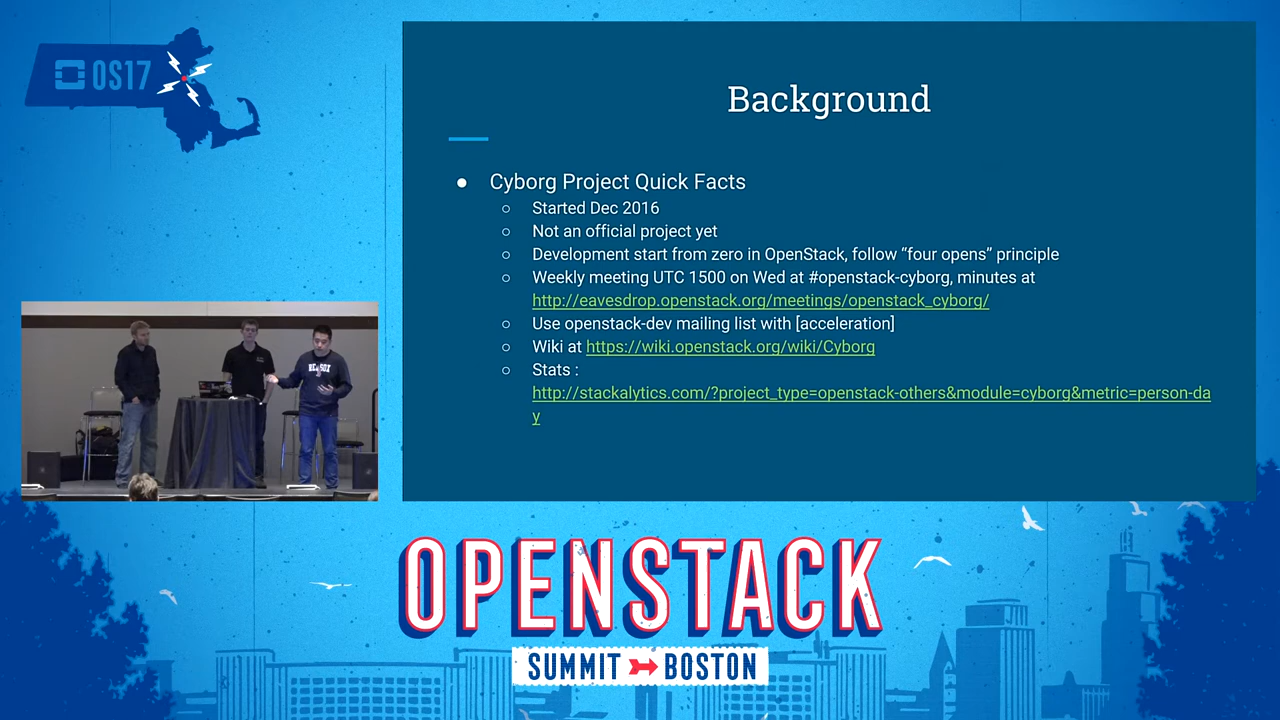 OS17
Background
Cyborg Project Quick Facts
Started Dec 2016
Not an official project yet
Development start from zero in OpenStack, follow “four opens” principle
Weekly meeting UTC 1500 on Wed at #openstack-cyborg, minutes at
http://eavesdrop.openstack.org/meetings/openstack_cyborg/
Use openstack-dev mailing list with [acceleration]
Wiki at https://wiki.openstack.org/wiki/Cyborg
Stats :
http://stackalytics.com/?project_type=openstack-others&module=cyborg&metric=person-da
y
OPENSTACK
SUMMIT BOSTON